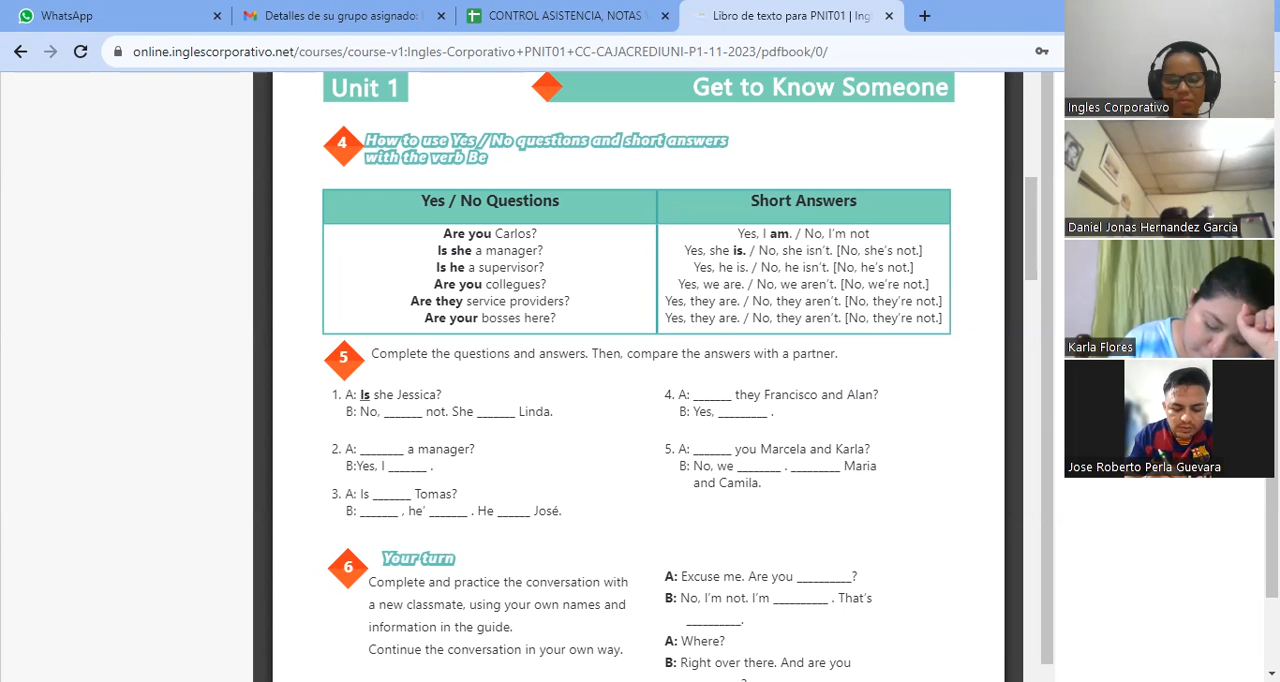 WhatsApp
Detalles de su grupo asignado:
CONTROL ASISTENCIA, NOTAS
Libro de texto para PNIT01 | Ing
online.inglescorporativo.net/courses/course-v1:Ingles-Corporativo+PNIT01+CC-CAJACREDIUNI-P1-11-2023/pdfbook/0/
Unit 1
Get to Know Someone
4
How to use Yes / No questions and short answers
with the verb Be
Yes / No Questions
Short Answers
Are you Carlos?
Yes, I am. / No, I'm not
Is she a manager?
Yes, she is. / No, she isn't. [No, she's not.]
Is he a supervisor?
Yes, he is. / No, he isn't. [No, he's not.]
Are you collegues?
Yes, we are. / No, we aren't. [No, we're not.]
Are they service providers?
Yes, they are. / No, they aren't. [No, they're not.]
Are your bosses here?
Yes, they are. / No, they aren't. [No, they're not.]
5
Complete the questions and answers. Then, compare the answers with a partner.
1. A: Is she Jessica?
B: No, _______ not. She _______ Linda.
2. A: ________ a manager?
B:Yes, I _______ .
3. A: Is _______ Tomas?
B: _______ , he' _______ . He ______ José.
4. A: _______ they Francisco and Alan?
B: Yes, _________ .
5. A: _______ you Marcela and Karla?
B: No, we ________ . _________ Maria
and Camila.
6
Your turn
Complete and practice the conversation with
a new classmate, using your own names and
information in the guide.
Continue the conversation in your own way.
A: Excuse me. Are you __________?
B: No, I'm not. I'm __________ . That's
__________.
A: Where?
B: Right over there. And are you
Ingles Corporativo
Daniel Jonas Hernandez Garcia
Karla Flores
Jose Roberto Perla Guevara